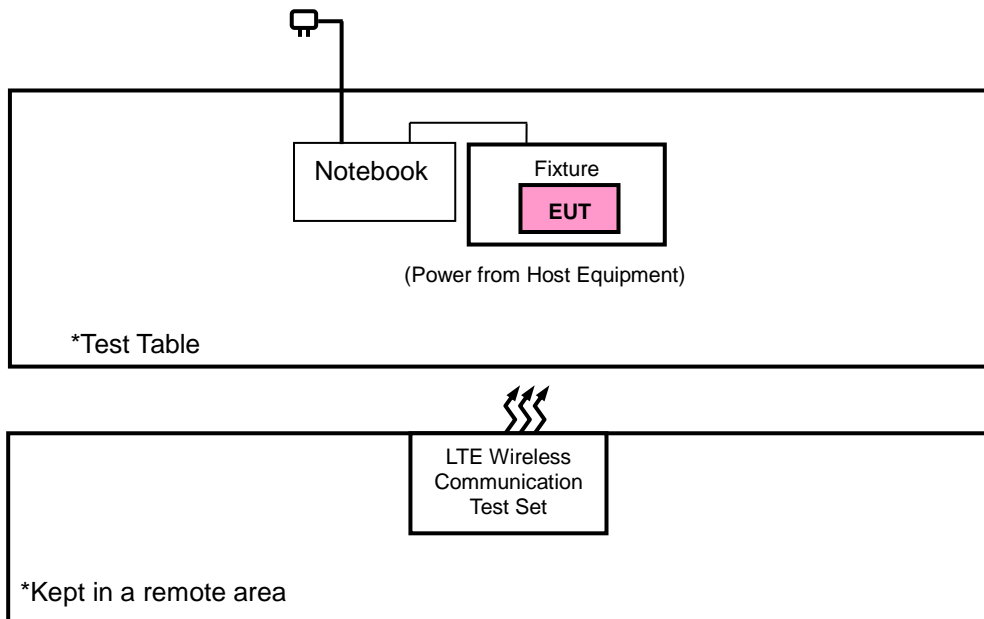 Notebook
Fixture
EUT
(Power from Host Equipment)
*Test Table
LTE Wireless
Communication
Test Set
*Kept in a remote area